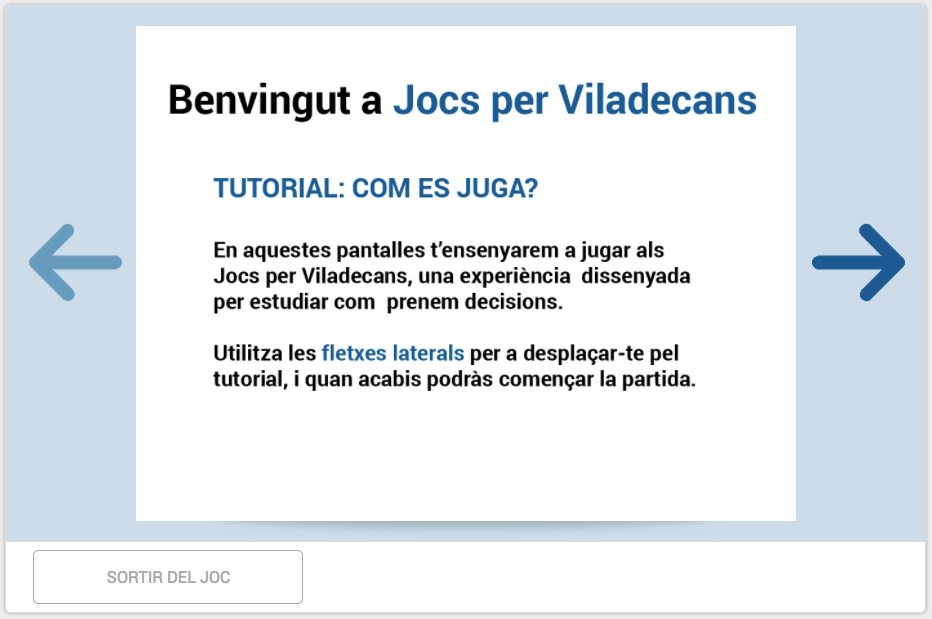 Benvingut a Jocs per Viladecans
TUTORIAL: COM ES JUGA?
En aquestes pantalles t’ensenyarem a jugar als
Jocs per Viladecans, una experiència dissenyada
per estudiar com prenem decisions.
Utilitza les fletxes laterals per a desplaçar-te pel
tutorial, i quan acabis podràs començar la partida.
SORTIR DEL JOC